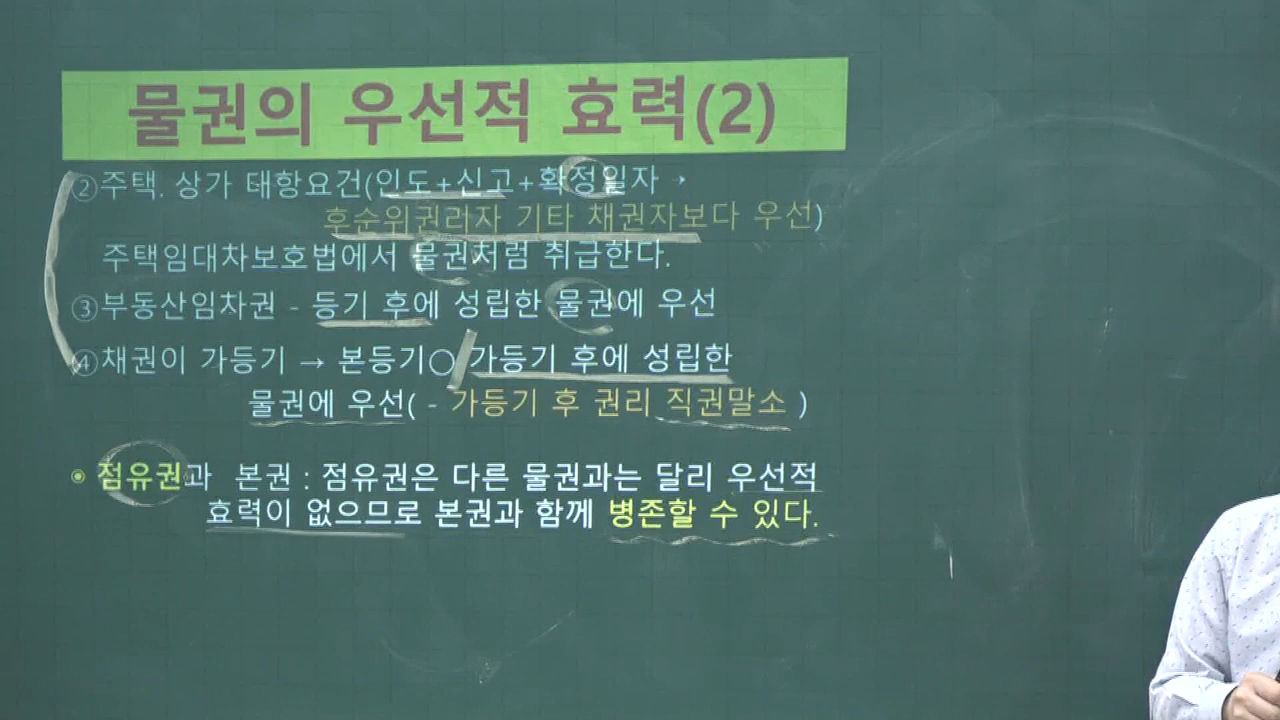 물권의 우선적 효력(2)
②주택. 상가 대항요건(인도+신고+확정일자 →
후순위권리자 기타 채권자보다 우선)
주택임대차보호법에서 물권처럼 취급한다.
③부동산임차권 - 등기 후에 성립한 물권에 우선
④채권이 가등기 → 본등기○ / 가등기 후에 성립한
물권에 우선( - 가등기 후 권리 직권말소 )
◉ 점유권과 본권 : 점유권은 다른 물권과는 달리 우선적
효력이 없으므로 본권과 함께 병존할 수 있다.